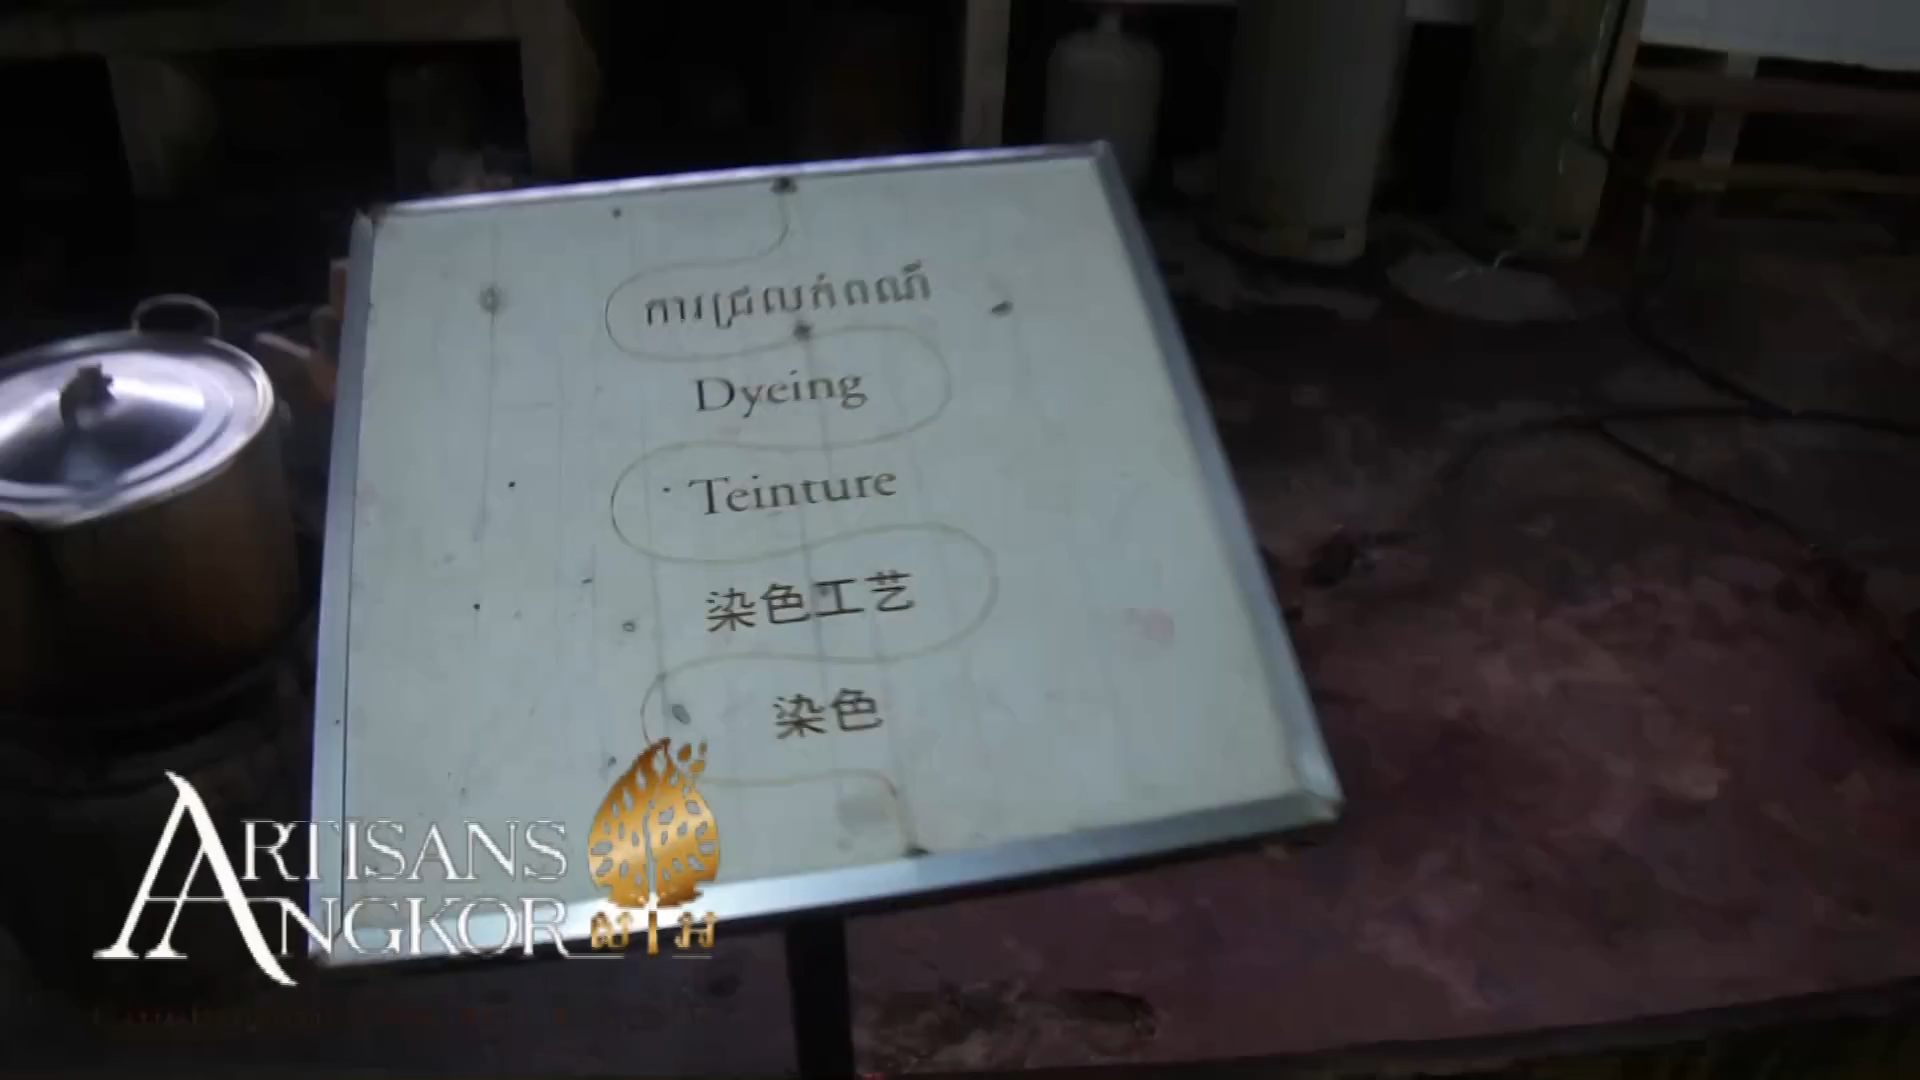 ការជ្រលក់ពណ៌
Dyeing
Teinture
染色工艺
染色
ARTISANS
ANGKOR